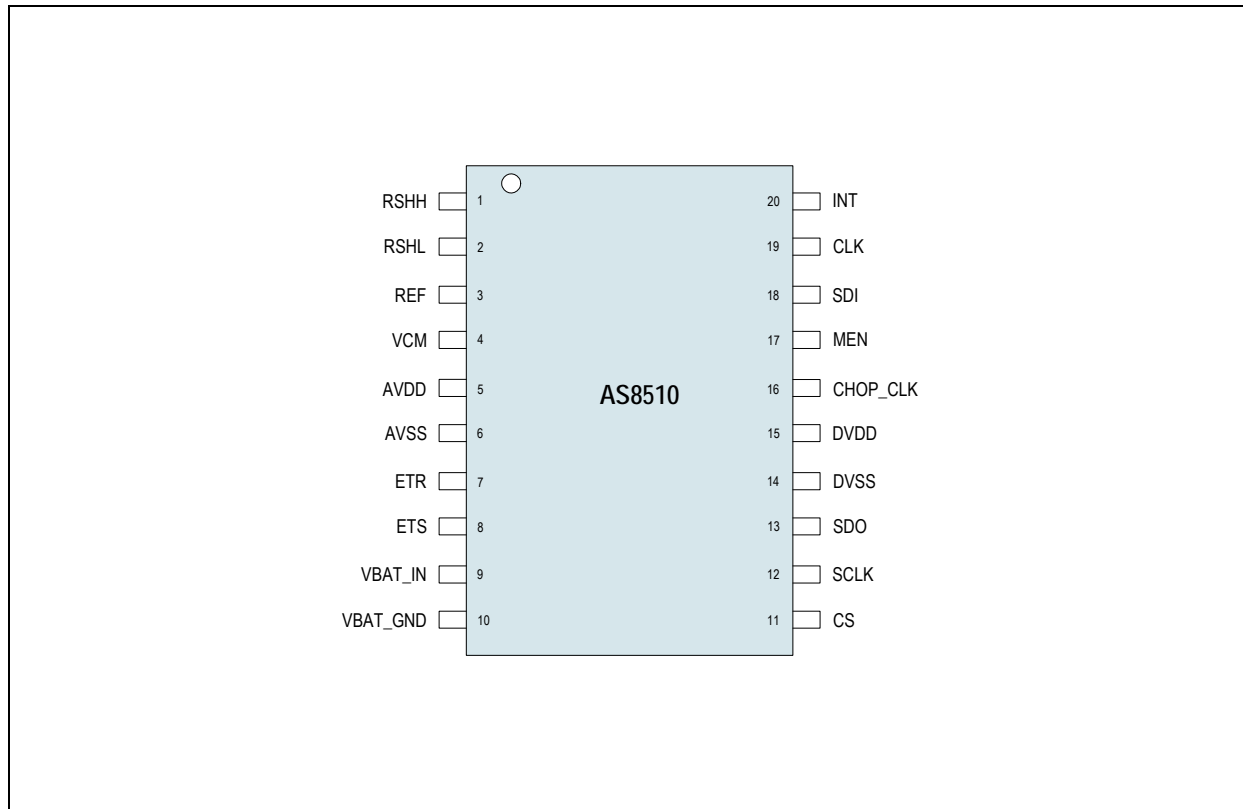 RSHH 1 20 INT
RSHL 2 19 CLK
REF 3 18 SDI
VCM 4 17 MEN
AVDD 5 AS8510 16 CHOP_CLK
AVSS 6 15 DVDD
ETR 7 14 DVSS
ETS 8 13 SDO
VBAT_IN 9 12 SCLK
VBAT_GND 10 11 CS